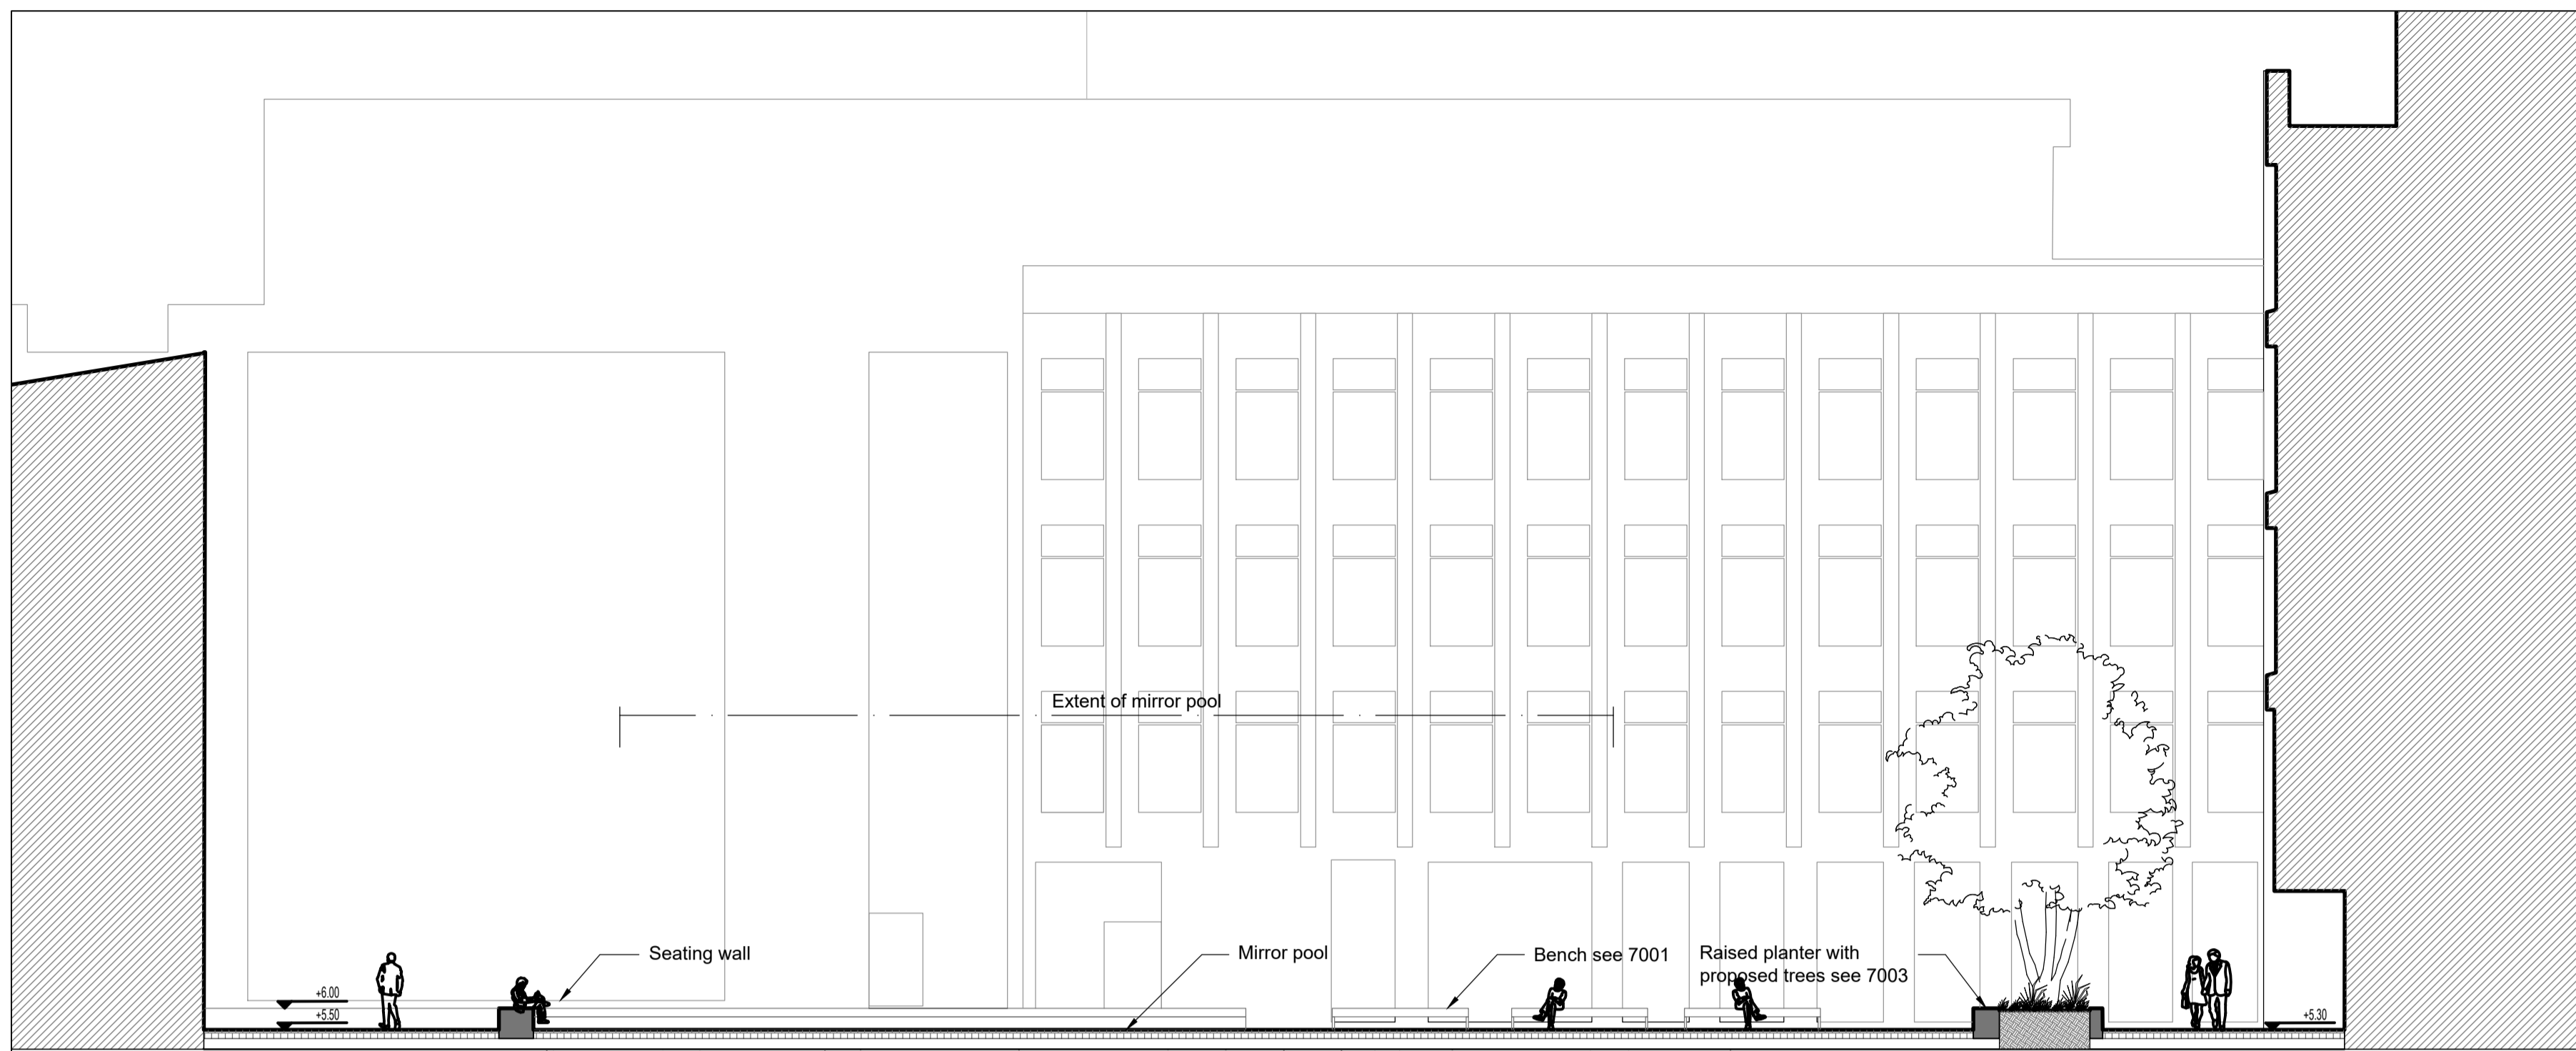 Extent of mirror pool
Seating wall
Mirror pool
Bench see 7001
Raised planter with
proposed trees see 7003
+6.00
+5.50
+5.30